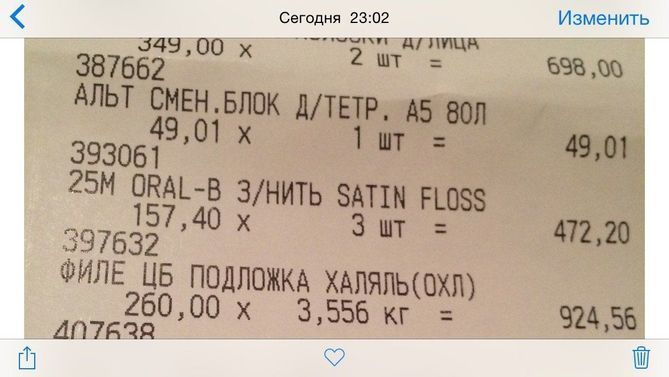 Сегодня 23:02
Изменить
Д/ЛИЦА
349,00 x 2 шт = 698,00
387662
АЛЬТ СМЕН.БЛОК Д/ТЕТР. А5 80Л
49,01 x 1 шт = 49,01
393061
25М ORAL-B З/НИТЬ SATIN FLOSS
157,40 x 3 шт = 472,20
397632
ФИЛЕ ЦБ ПОДЛОЖКА ХАЛЯЛЬ(ОХЛ)
260,00 x 3,556 кг = 924,56
407638